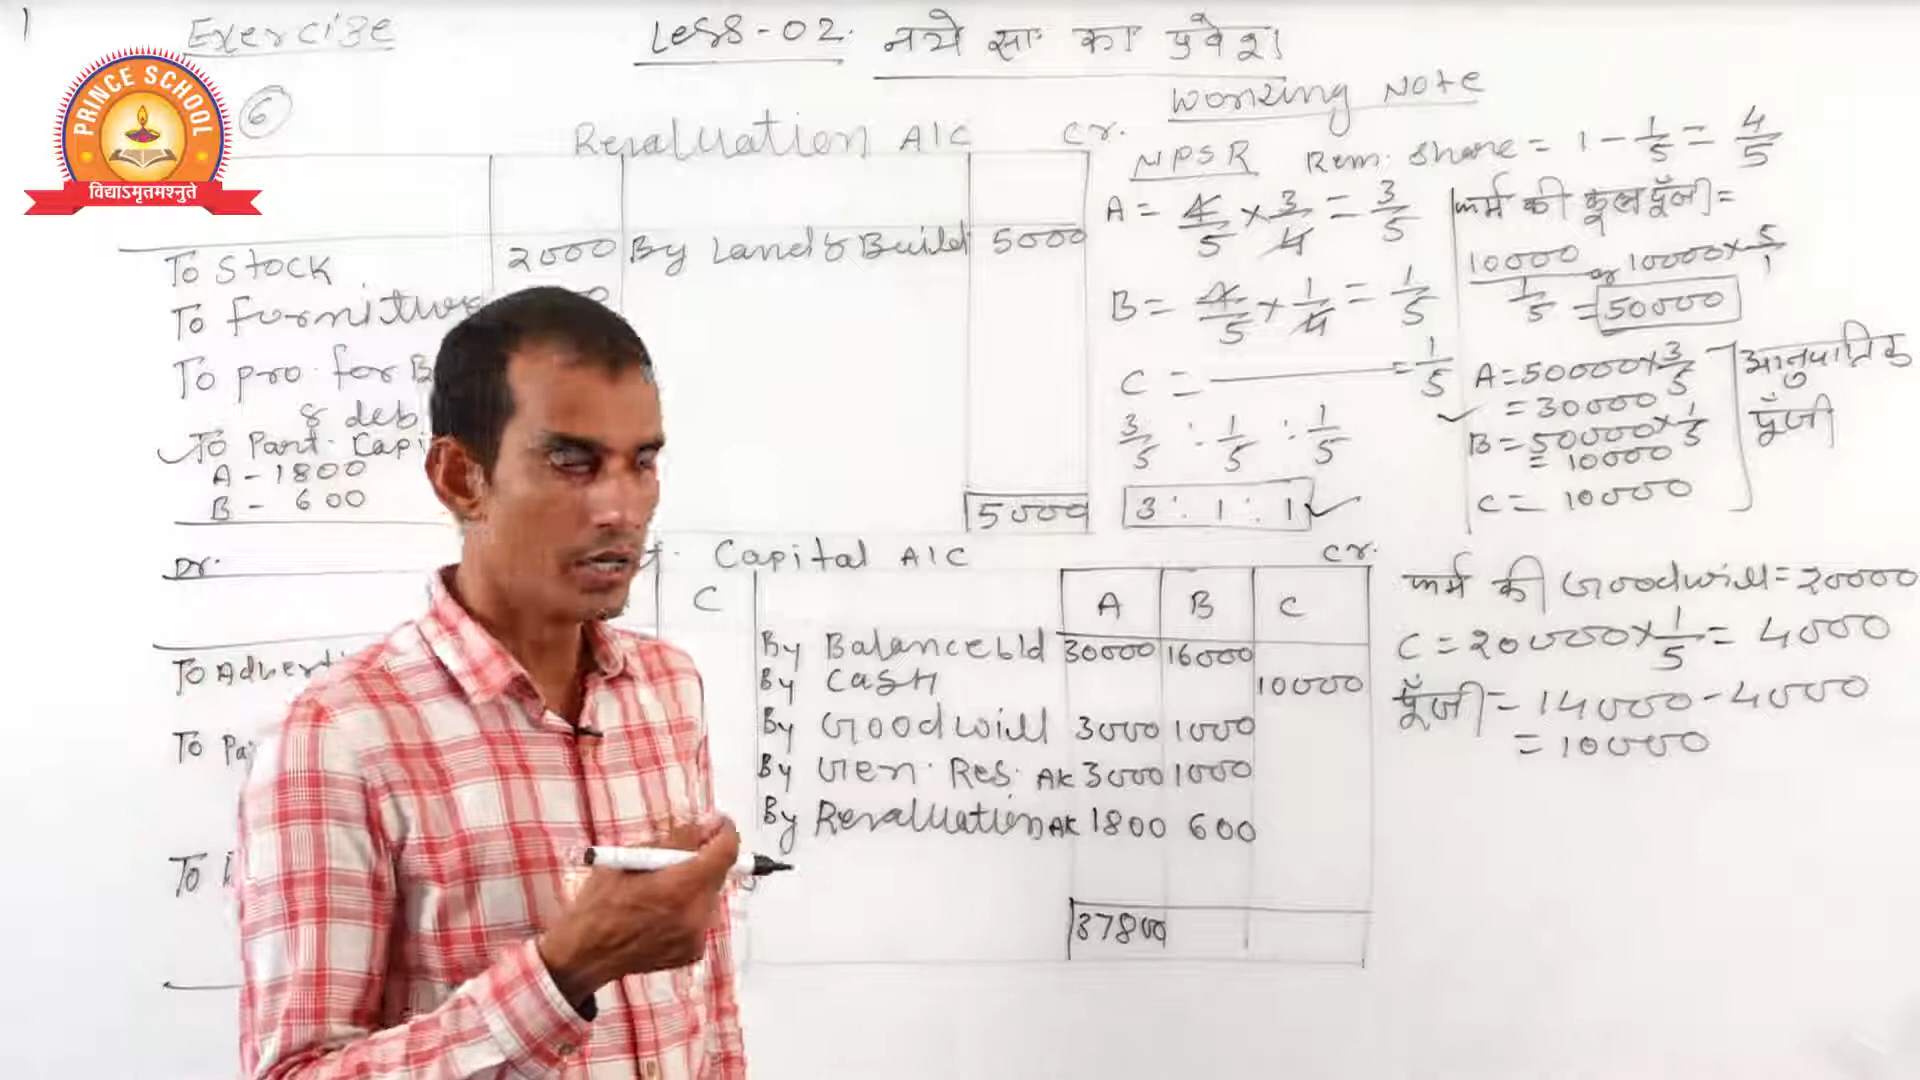 Exercise
Less-02. नये सा॰ का प्रवेश।
PRINCE SCHOOL
विद्याऽमृतमश्नुते
6
Revaluation A/C
Cr.
To Stock 2000 By Land & Build 5000
To furniture
To pro. for B
& deb
To Part. Capi
A - 1800
B - 600
5000
Working Note
NPSR Rem. Share = 1 - 1/5 = 4/5
A = 4/5 × 3/4 = 3/5
B = 4/5 × 1/4 = 1/5
C = = 1/5
3/5 : 1/5 : 1/5
3 : 1 : 1
फर्म की कुल पूँजी =
10000 / 1/5 or 10000 × 5/1
= 50000
A = 50000 × 3/5
= 30000
B = 50000 × 1/5
= 10000
C = 10000
आनुपातिक
पूँजी
Dr.
Capital A/C
Cr.
C A B C
To Adverti
By Balance b/d 30000 16000
By Cash 10000
To Pa
By Goodwill 3000 1000
By Gen. Res. A/c 3000 1000
By Revaluation A/c 1800 600
To
37800
फर्म की Goodwill = 20000
C = 20000 × 1/5 = 4000
पूँजी = 14000 - 4000
= 10000